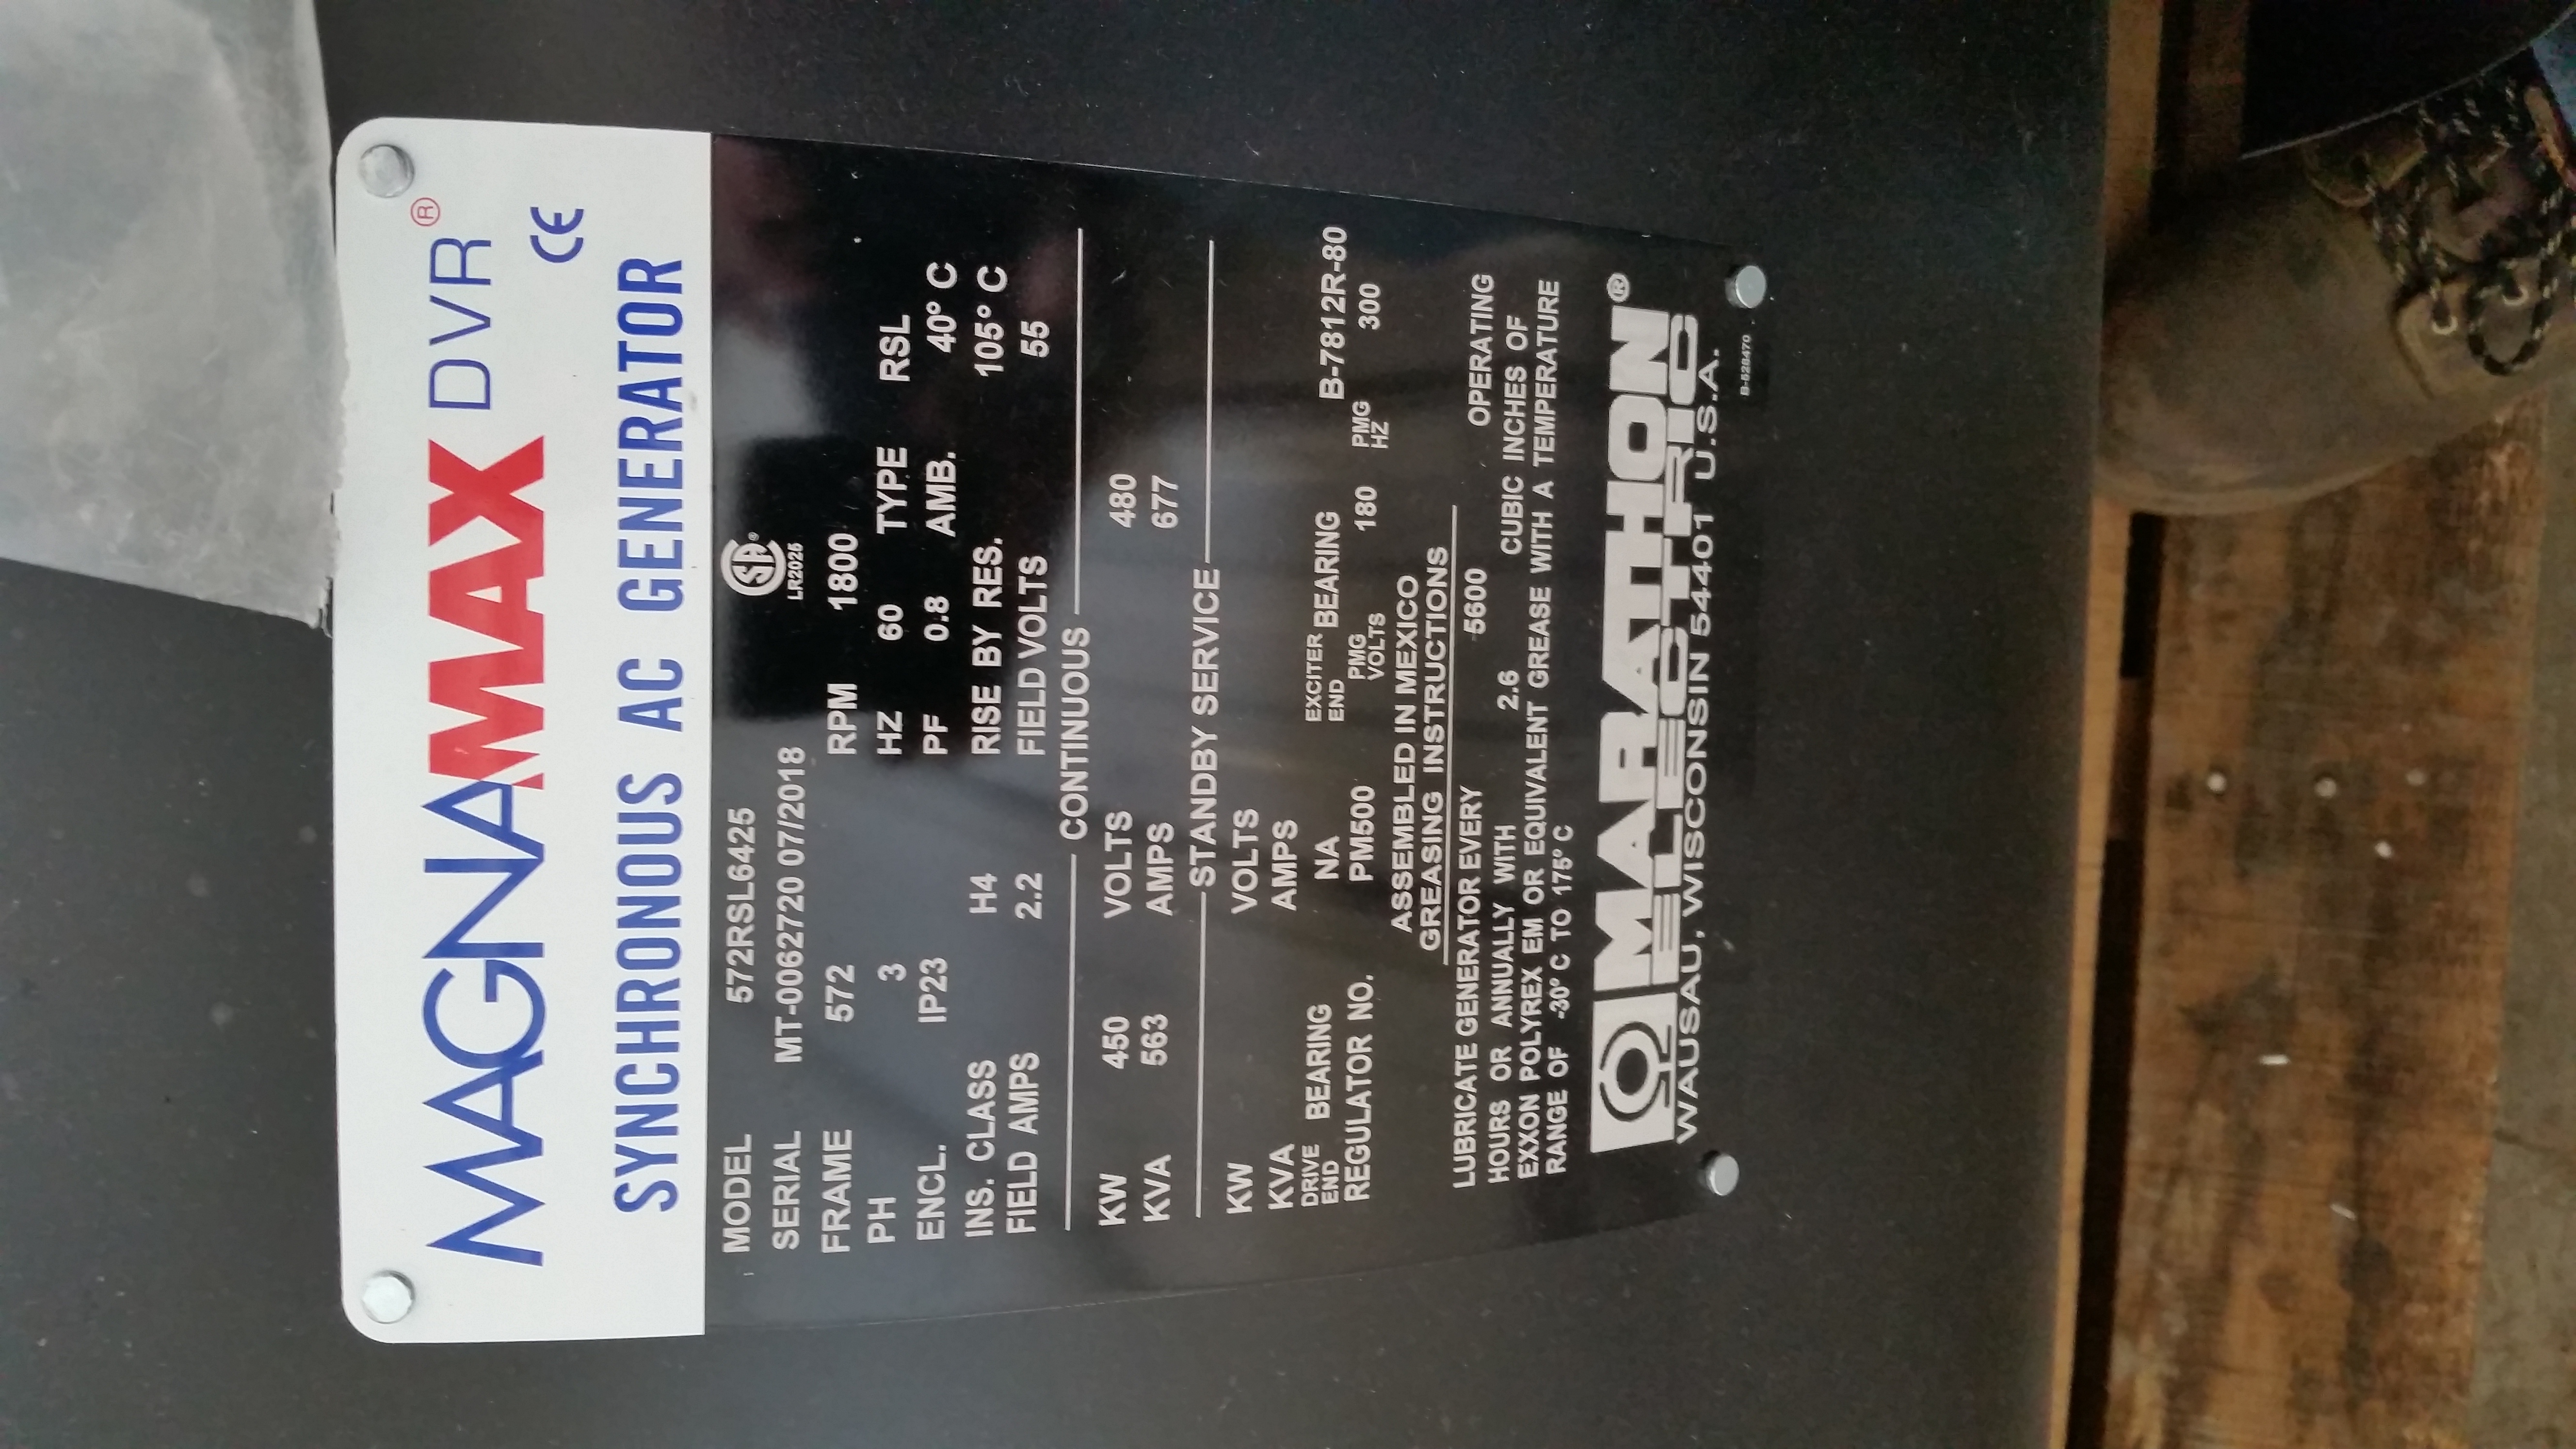 MAGNAMAX DVR®
CE
SYNCHRONOUS AC GENERATOR
MODEL 572RSL6425
SA ® LR2025
SERIAL MT-0062720 07/2018
FRAME 572 RPM 1800
PH 3 HZ 60 TYPE RSL
ENCL. IP23 PF 0.8 AMB. 40° C
INS. CLASS H4 RISE BY RES. 105° C
FIELD AMPS 2.2 FIELD VOLTS 55
CONTINUOUS
KW 450 VOLTS 480
KVA 563 AMPS 677
STANDBY SERVICE
KW VOLTS
KVA AMPS
DRIVE END BEARING NA EXCITER END BEARING B-7812R-80
REGULATOR NO. PM500 PMG VOLTS 180 PMG HZ 300
ASSEMBLED IN MEXICO
GREASING INSTRUCTIONS
LUBRICATE GENERATOR EVERY 5600 OPERATING
HOURS OR ANNUALLY WITH 2.6 CUBIC INCHES OF
EXXON POLYREX EM OR EQUIVALENT GREASE WITH A TEMPERATURE
RANGE OF -30° C TO 175° C
MARATHON®
ELECTRIC
WAUSAU, WISCONSIN 54401 U.S.A.
B-528470